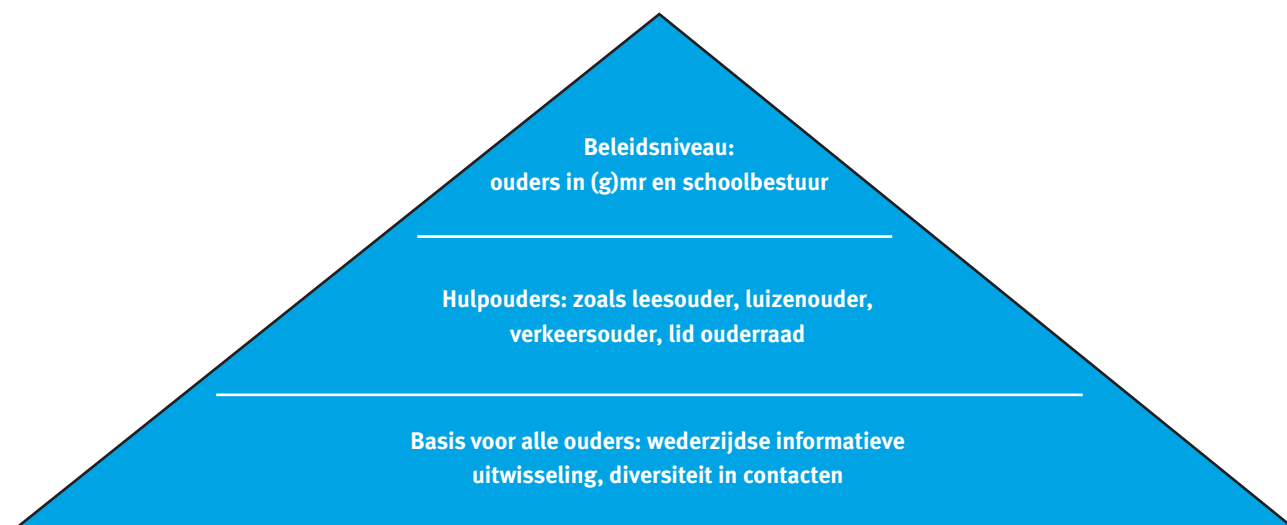 Beleidsniveau:
ouders in (g)mr en schoolbestuur
Hulpouders: zoals leesouder, luizenouder,
verkeersouder, lid ouderraad
Basis voor alle ouders: wederzijdse informatieve
uitwisseling, diversiteit in contacten